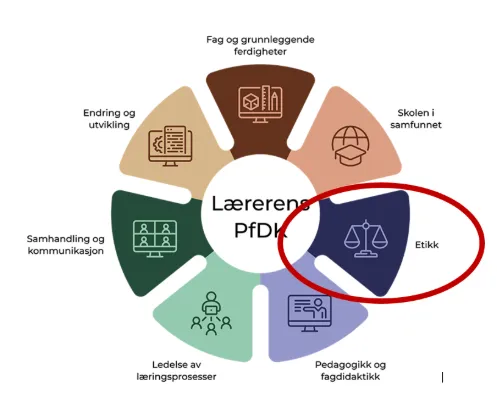 Fag og grunnleggende
ferdigheter
Endring og
utvikling
Skolen i
samfunnet
Lærerens
PfDK
Samhandling og
kommunikasjon
Etikk
Ledelse av
læringsprosesser
Pedagogikk og
fagdidaktikk